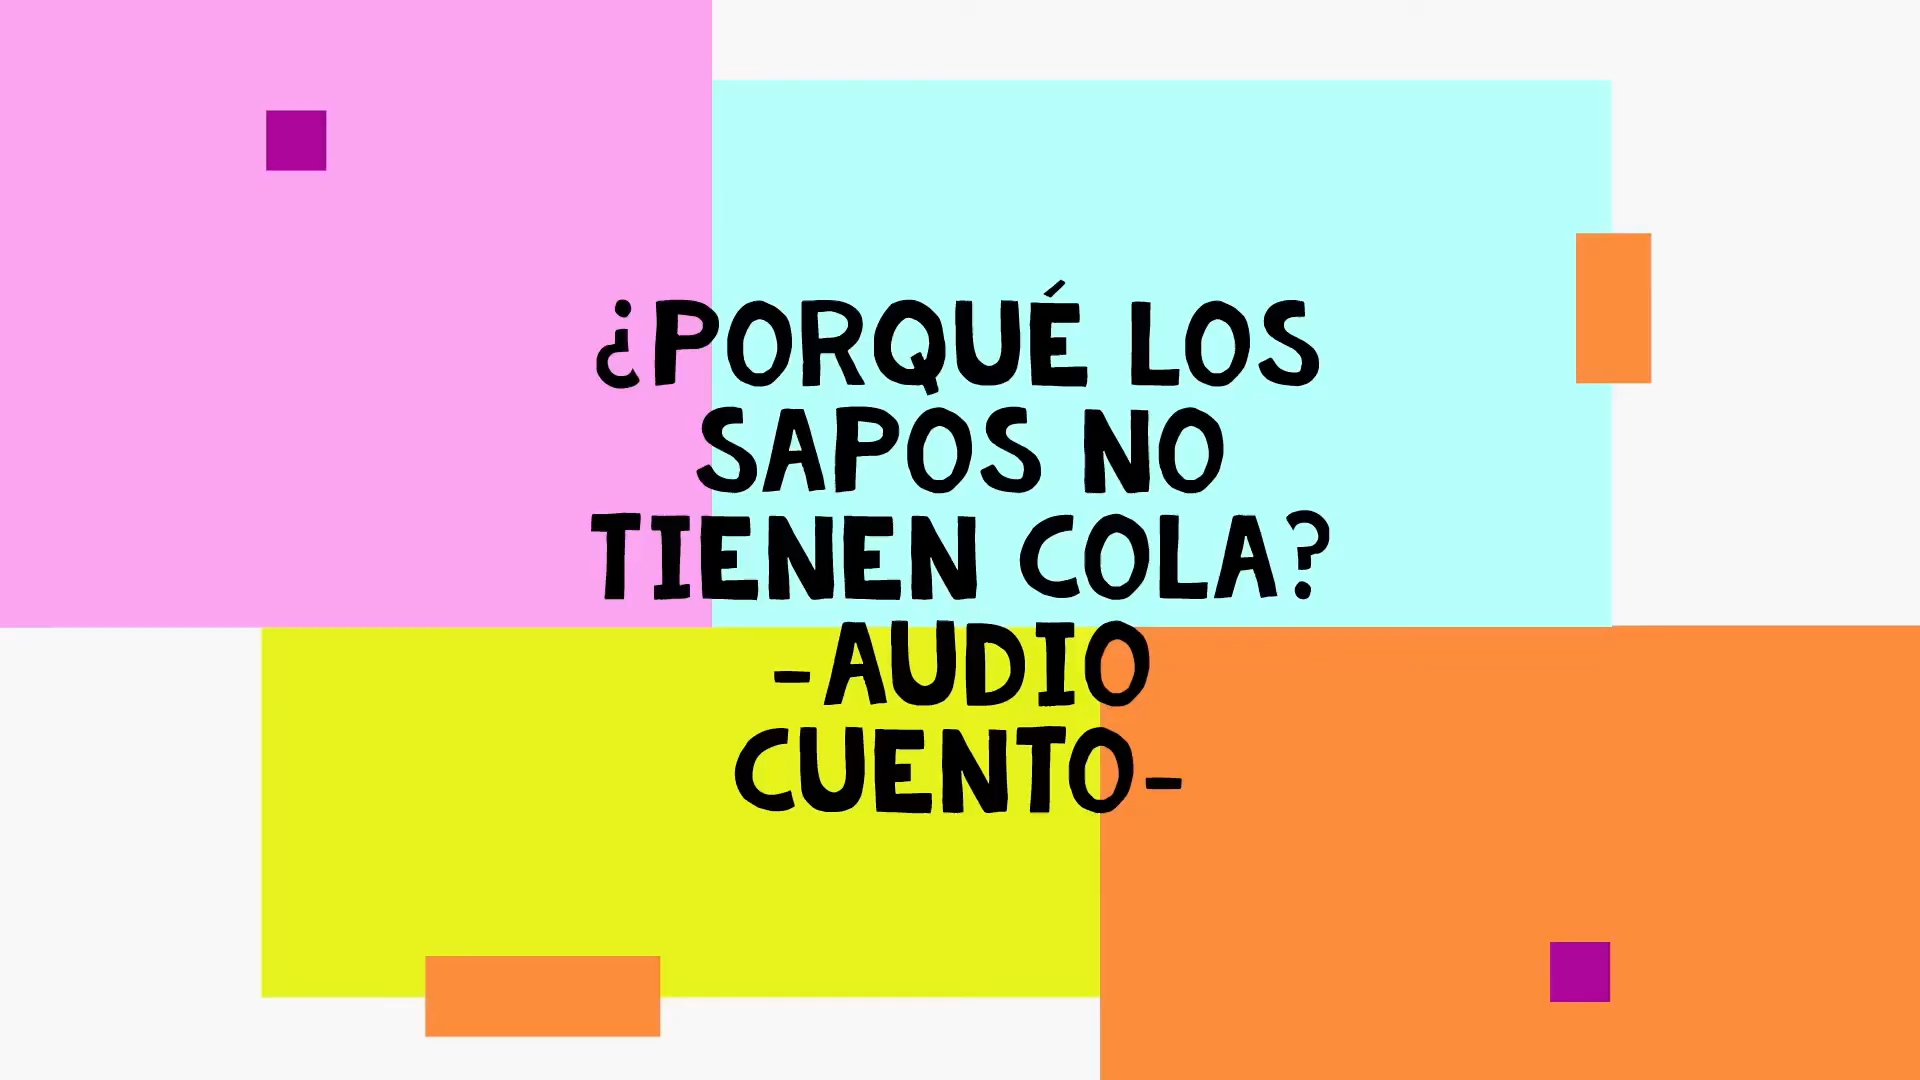 ¿PORQUÉ LOS
SAPOS NO
TIENEN COLA?
-AUDIO
CUENTO-